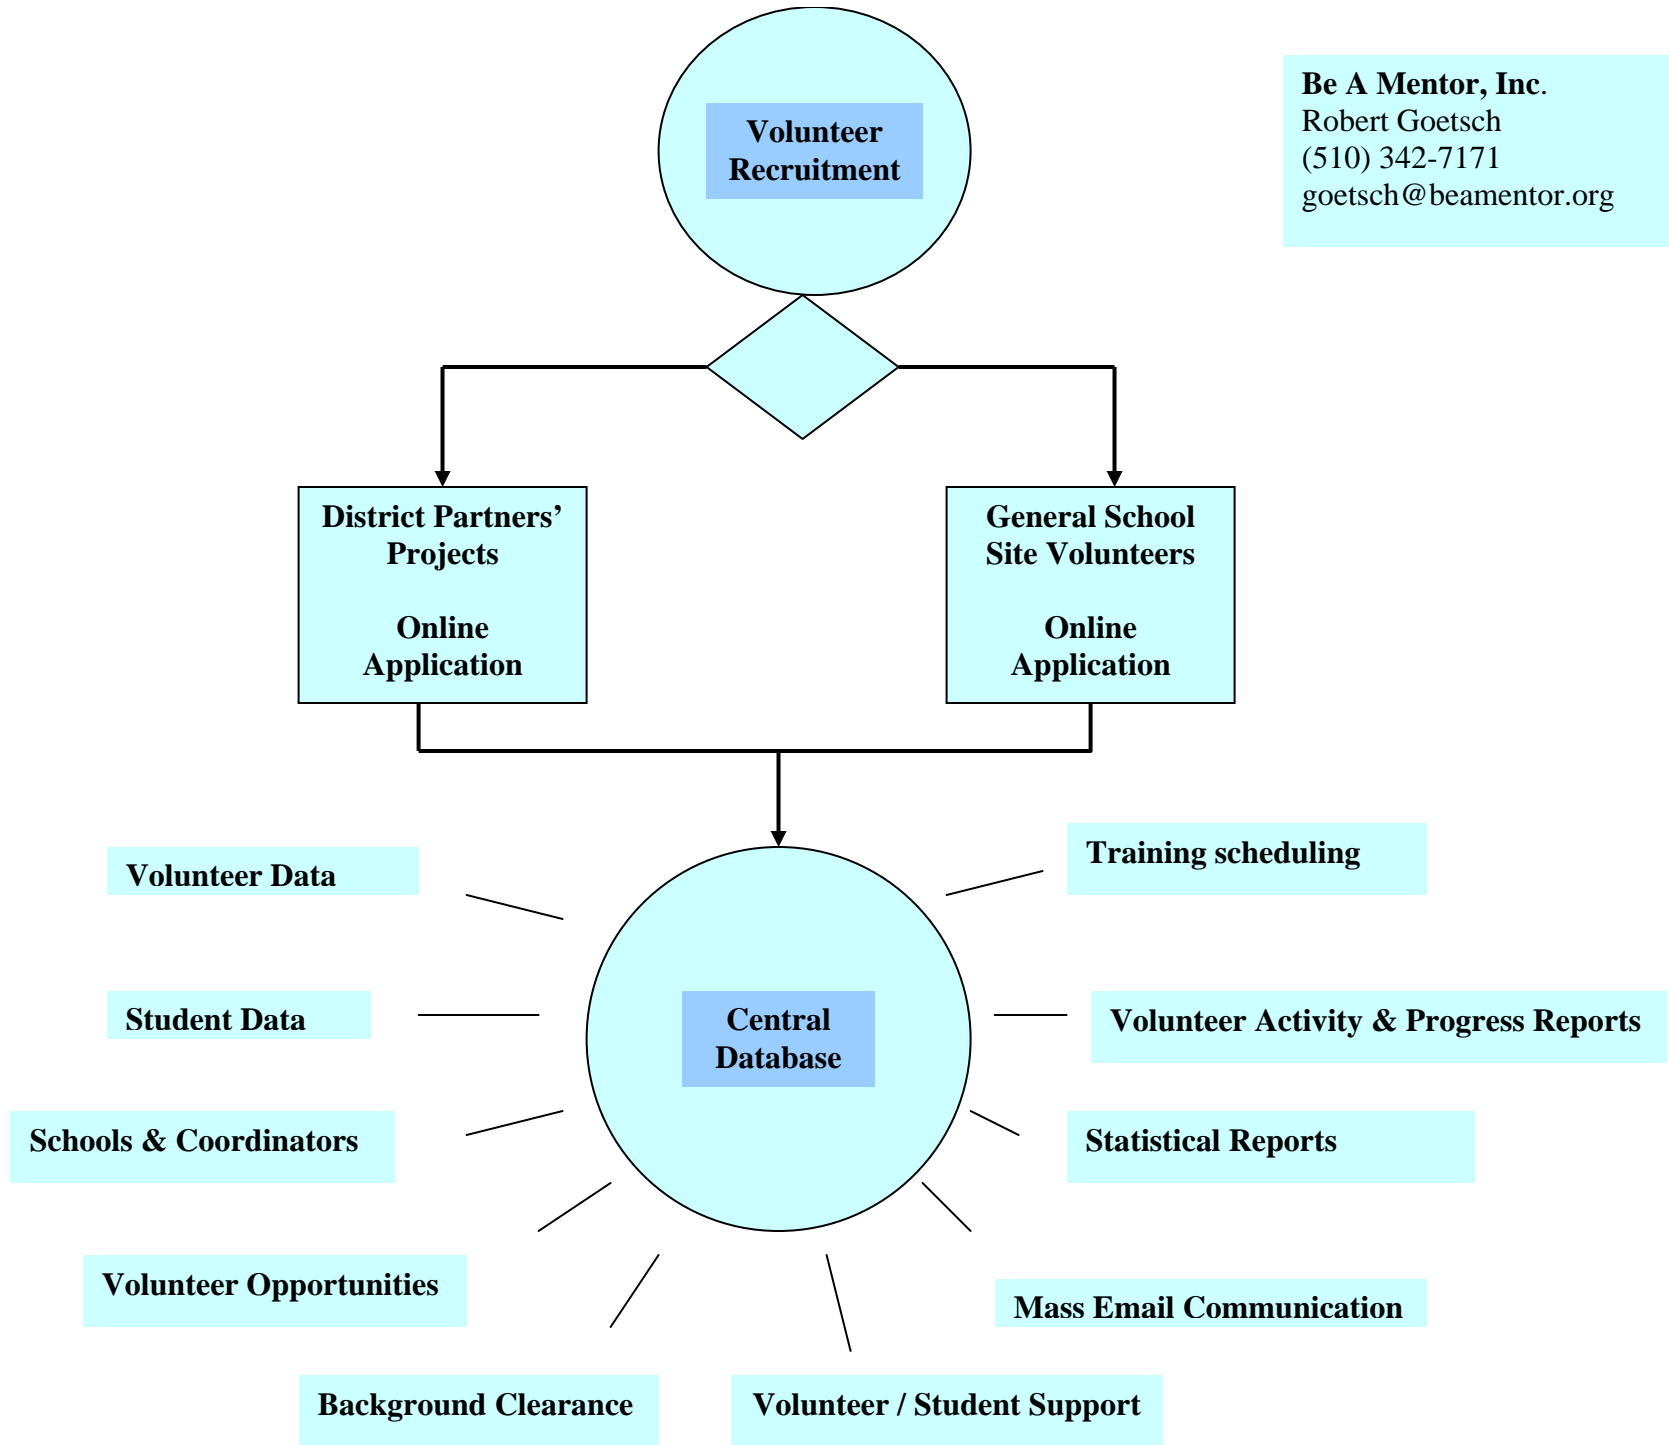 Volunteer
Recruitment
Be A Mentor, Inc.
Robert Goetsch
(510) 342-7171
goetsch@beamentor.org
District Partners’
Projects
Online
Application
General School
Site Volunteers
Online
Application
Central
Database
Volunteer Data
Student Data
Schools & Coordinators
Volunteer Opportunities
Background Clearance
Volunteer / Student Support
Mass Email Communication
Statistical Reports
Volunteer Activity & Progress Reports
Training scheduling